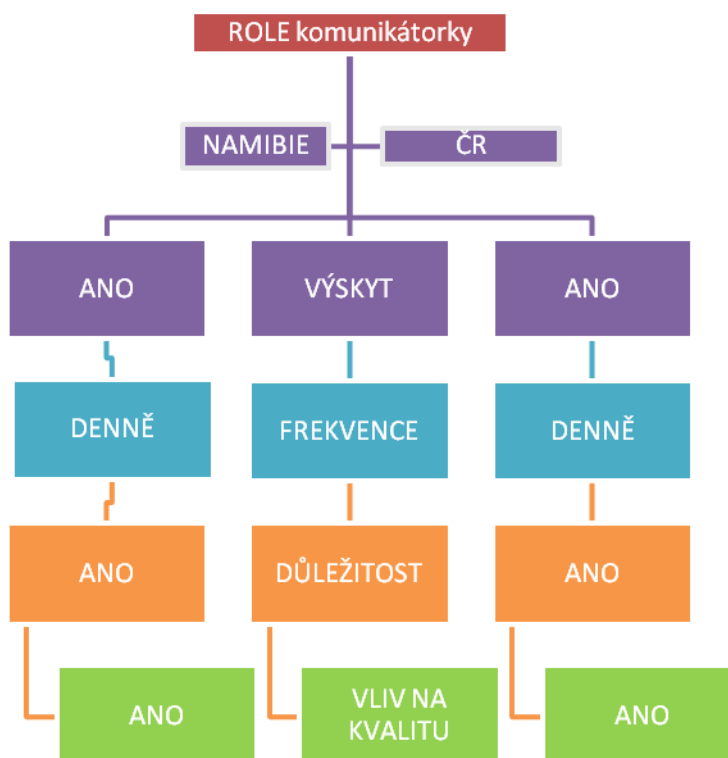 ROLE komunikátorky
NAMIBIE
ČR
ANO
VÝSKYT
ANO
DENNĚ
FREKVENCE
DENNĚ
ANO
DŮLEŽITOST
ANO
ANO
VLIV NA
KVALITU
ANO